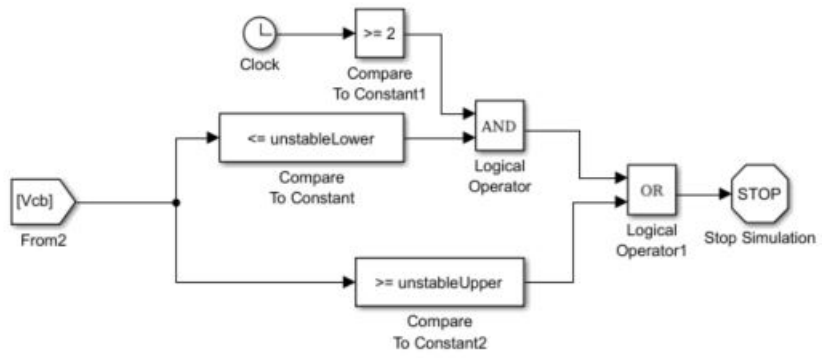 >= 2
Clock
Compare
To Constant1
<= unstableLower
AND
Compare
To Constant
Logical
Operator
[Vcb]
From2
OR
STOP
Logical
Operator1
Stop Simulation
>= unstableUpper
Compare
To Constant2